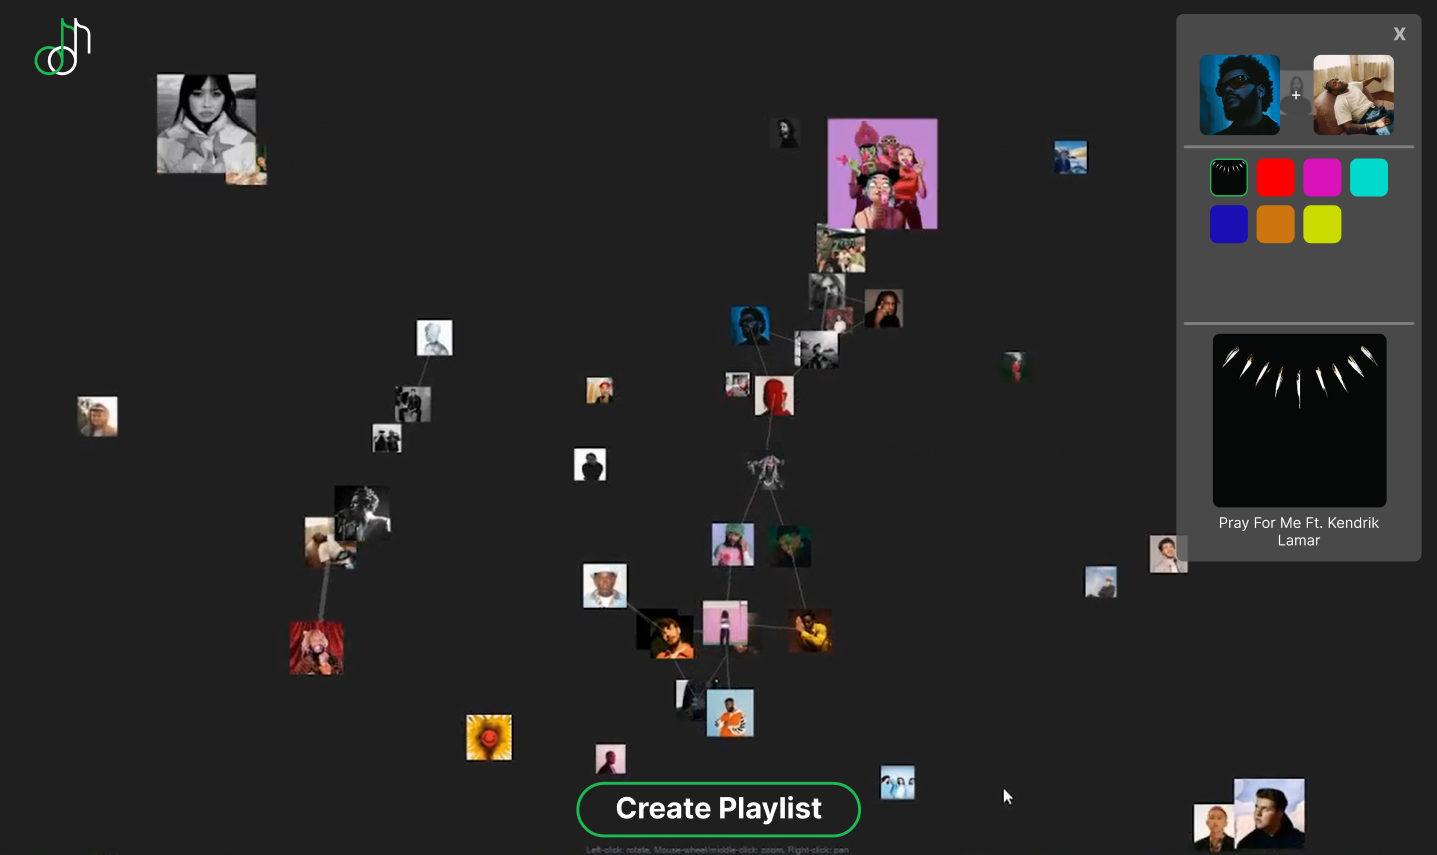 X
+
Pray For Me Ft. Kendrik
Lamar
Create Playlist
Left-click: rotate, Mouse-wheel/middle-click: zoom, Right-click: pan